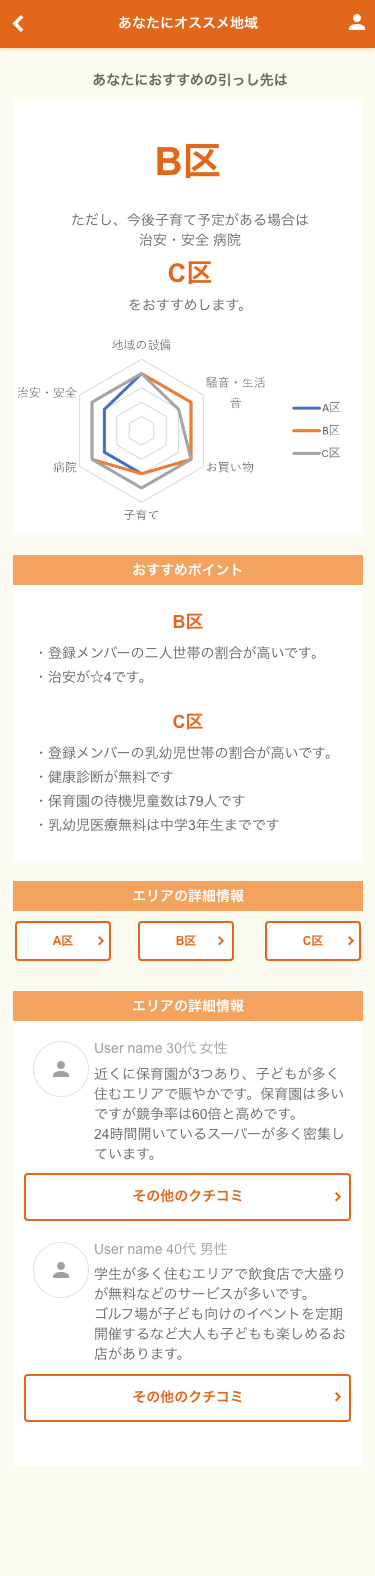 あなたにオススメ地域
あなたにおすすめの引っし先は
B区
ただし、今後子育て予定がある場合は
治安・安全 病院
C区
をおすすめします。
地域の設備
騒音・生活
音
お買い物
子育て
病院
治安・安全
A区
B区
C区
おすすめポイント
B区
・登録メンバーの二人世帯の割合が高いです。
・治安が☆4です。
C区
・登録メンバーの乳幼児世帯の割合が高いです。
・健康診断が無料です
・保育園の待機児童数は79人です
・乳幼児医療無料は中学3年生までです
エリアの詳細情報
A区
B区
C区
エリアの詳細情報
User name 30代 女性
近くに保育園が3つあり、子どもが多く
住むエリアで賑やかです。保育園は多い
ですが競争率は60倍と高めです。
24時間開いているスーパーが多く密集し
ています。
その他のクチコミ
User name 40代 男性
学生が多く住むエリアで飲食店で大盛り
が無料などのサービスが多いです。
ゴルフ場が子ども向けのイベントを定期
開催するなど大人も子どもも楽しめるお
店があります。
その他のクチコミ